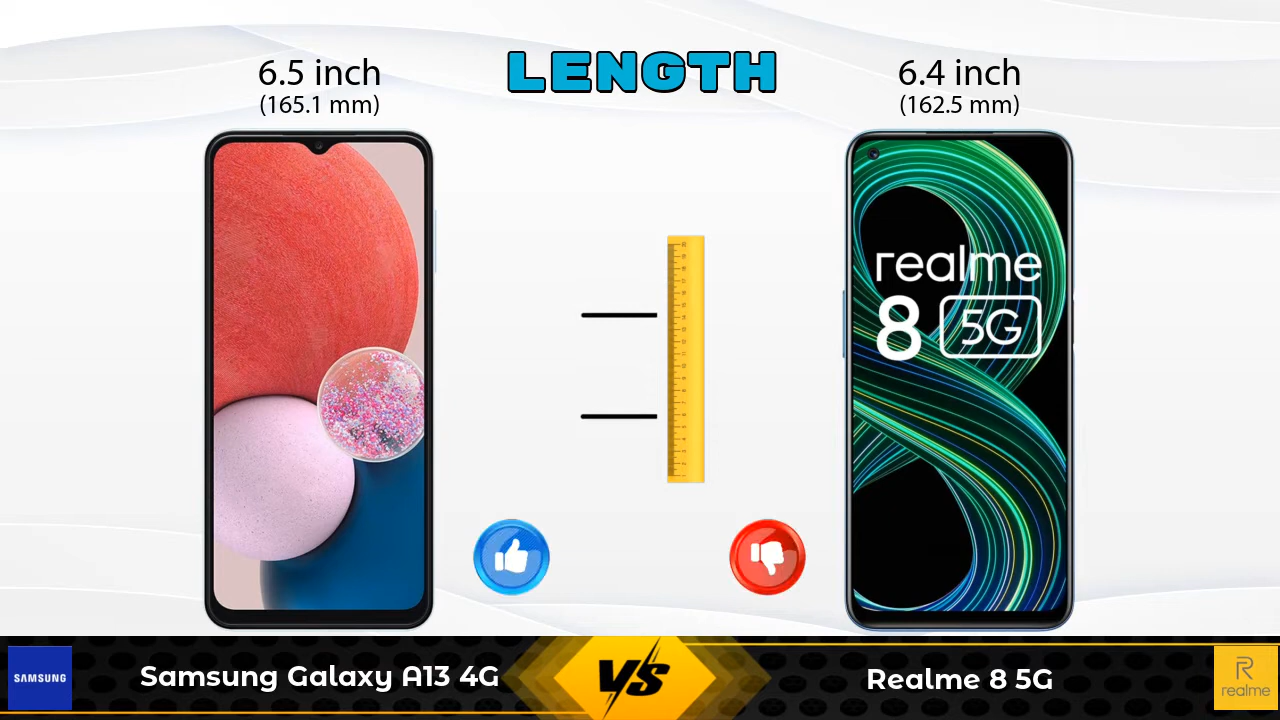 LENGTH
6.5 inch
(165.1 mm)
6.4 inch
(162.5 mm)
realme
8 5G
SAMSUNG
Samsung Galaxy A13 4G
VS
Realme 8 5G
R
realme